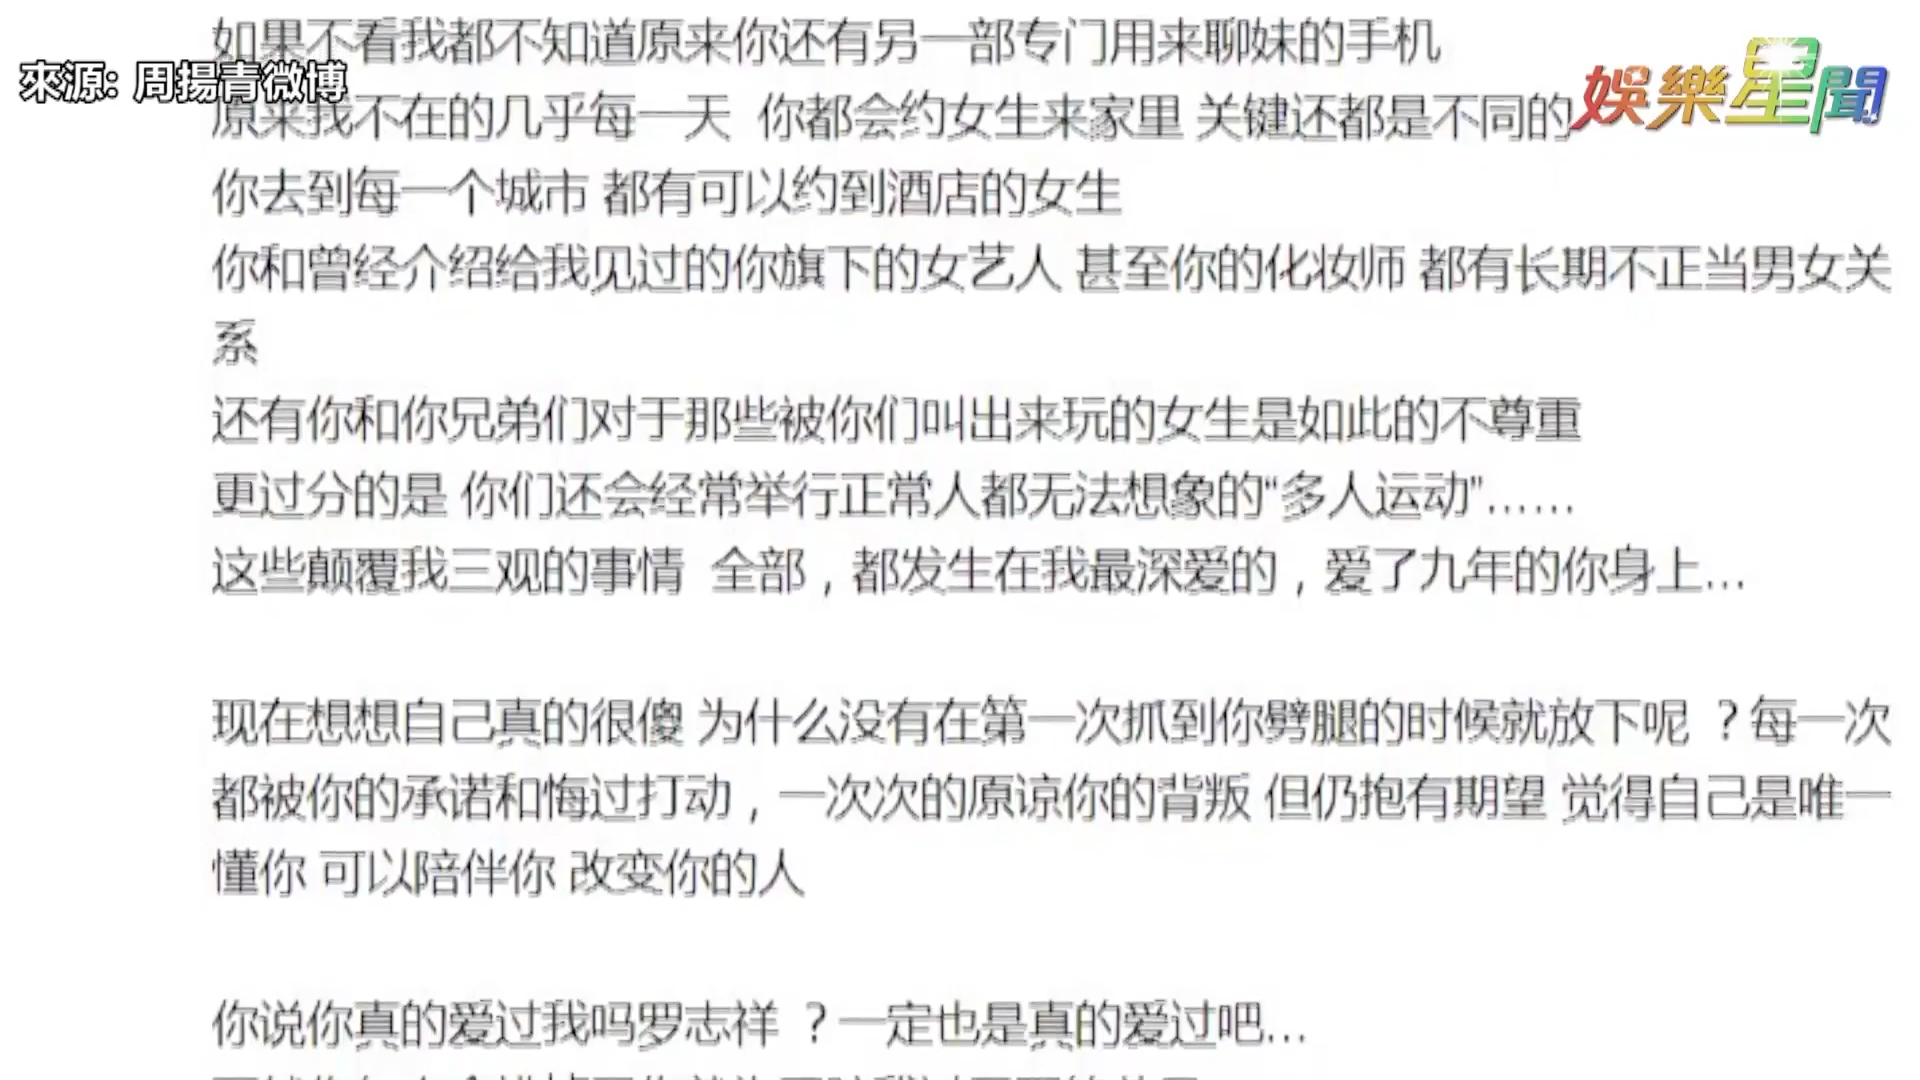 如果不看我都不知道原来你还有另一部专门用来聊妹的手机
來源: 周揚青微博
娛樂星聞
原来我不在的几乎每一天 你都会约女生来家里 关键还都是不同的
你去到每一个城市 都有可以约到酒店的女生
你和曾经介绍给我见过的你旗下的女艺人 甚至你的化妆师 都有长期不正当男女关
系
还有你和你兄弟们对于那些被你们叫出来玩的女生是如此的不尊重
更过分的是 你们还会经常举行正常人都无法想象的“多人运动”……
这些颠覆我三观的事情 全部，都发生在我最深爱的，爱了九年的你身上…
现在想想自己真的很傻 为什么没有在第一次抓到你劈腿的时候就放下呢 ？每一次
都被你的承诺和悔过打动，一次次的原谅你的背叛 但仍抱有期望 觉得自己是唯一
懂你 可以陪伴你 改变你的人
你说你真的爱过我吗罗志祥 ？一定也是真的爱过吧…